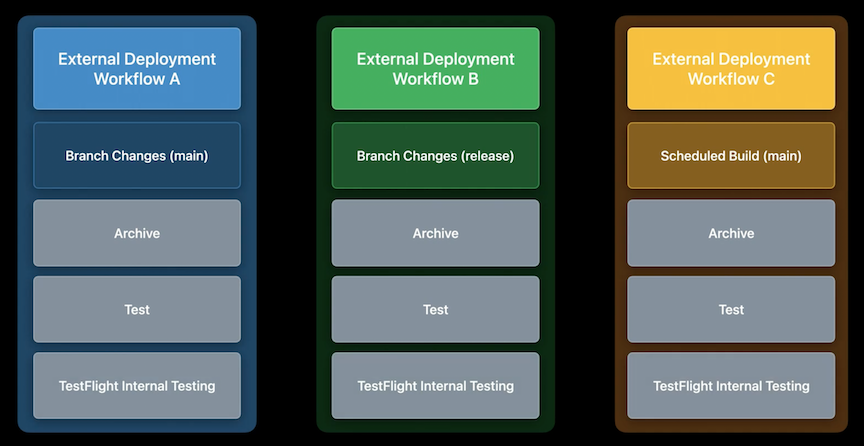 External Deployment
Workflow A
Branch Changes (main)
Archive
Test
TestFlight Internal Testing
External Deployment
Workflow B
Branch Changes (release)
Archive
Test
TestFlight Internal Testing
External Deployment
Workflow C
Scheduled Build (main)
Archive
Test
TestFlight Internal Testing